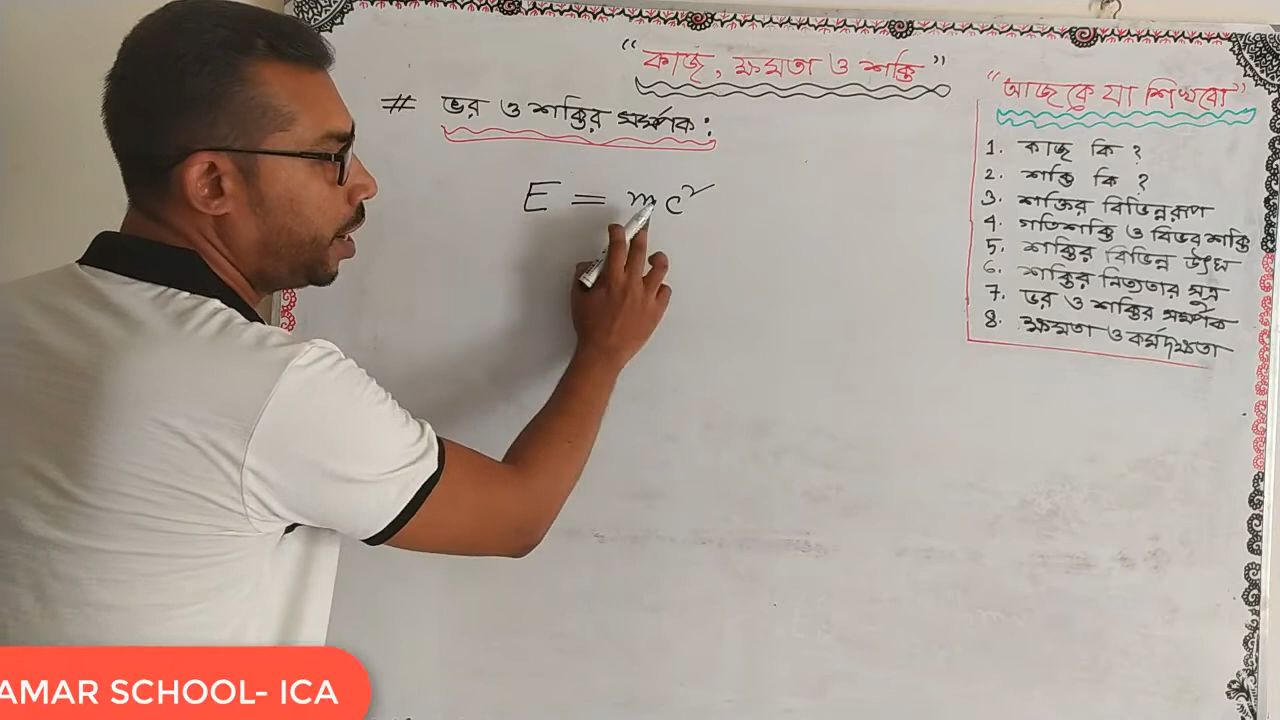 “কাজ, ক্ষমতা ও শক্তি”
# ভর ও শক্তির সম্পর্ক:
E = mc²
“আজকে যা শিখবো”
1. কাজ কি ?
2. শক্তি কি ?
3. শক্তির বিভিন্নরূপ
4. গতিশক্তি ও বিভব শক্তি
5. শক্তির বিভিন্ন উৎস
6. শক্তির নিত্যতার সূত্র
7. ভর ও শক্তির সম্পর্ক
8. ক্ষমতা ও কর্মদক্ষতা
AMAR SCHOOL- ICA